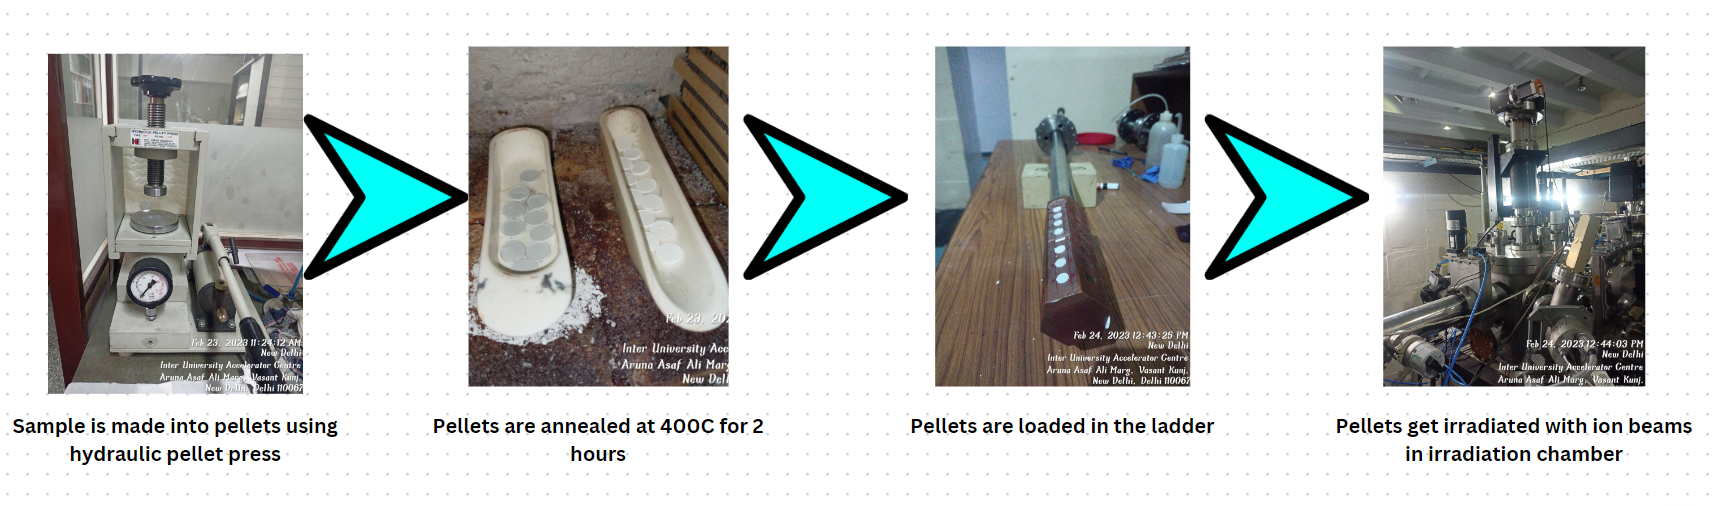 HYDRAULIC PELLET PRESS
Feb 23, 2023 11:24:12 AM
New Delhi
Inter University Accelerator Centre
Aruna Asaf Ali Marg, Vasant Kunj,
New Delhi, Delhi 110067
Sample is made into pellets using
hydraulic pellet press
Feb 23, 20
Inter University Acc
Aruna Asaf Ali Marg
New Del
Pellets are annealed at 400C for 2
hours
Feb 24, 2023 12:43:25 PM
New Delhi
Inter University Accelerator Centre
Aruna Asaf Ali Marg, Vasant Kunj,
New Delhi, Delhi 110067
Pellets are loaded in the ladder
Feb 24, 2023 12:44:03 PM
New Delhi
Inter University Accelerator Centre
Aruna Asaf Ali Marg, Vasant Kunj,
Pellets get irradiated with ion beams
in irradiation chamber